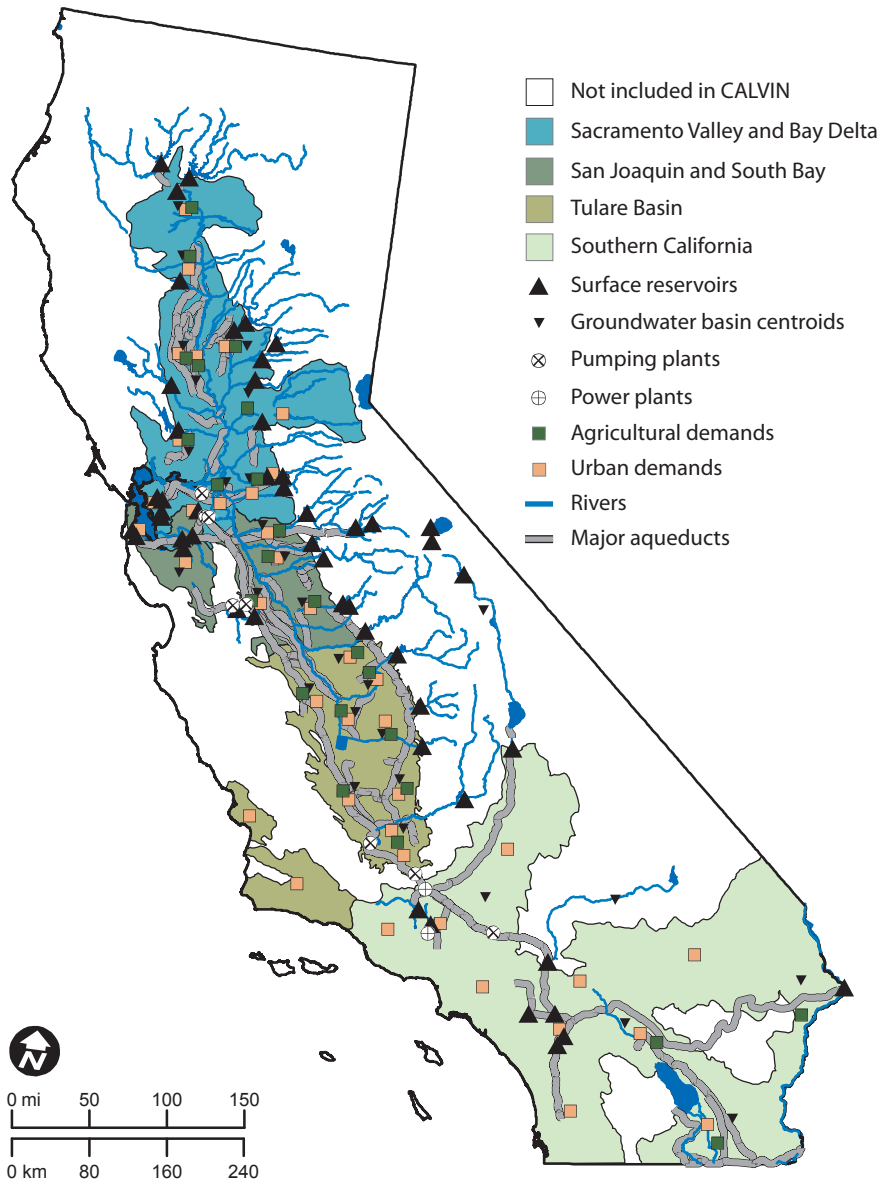 Not included in CALVIN
Sacramento Valley and Bay Delta
San Joaquin and South Bay
Tulare Basin
Southern California
Surface reservoirs
Groundwater basin centroids
Pumping plants
Power plants
Agricultural demands
Urban demands
Rivers
Major aqueducts
N
0 mi 50 100 150
0 km 80 160 240